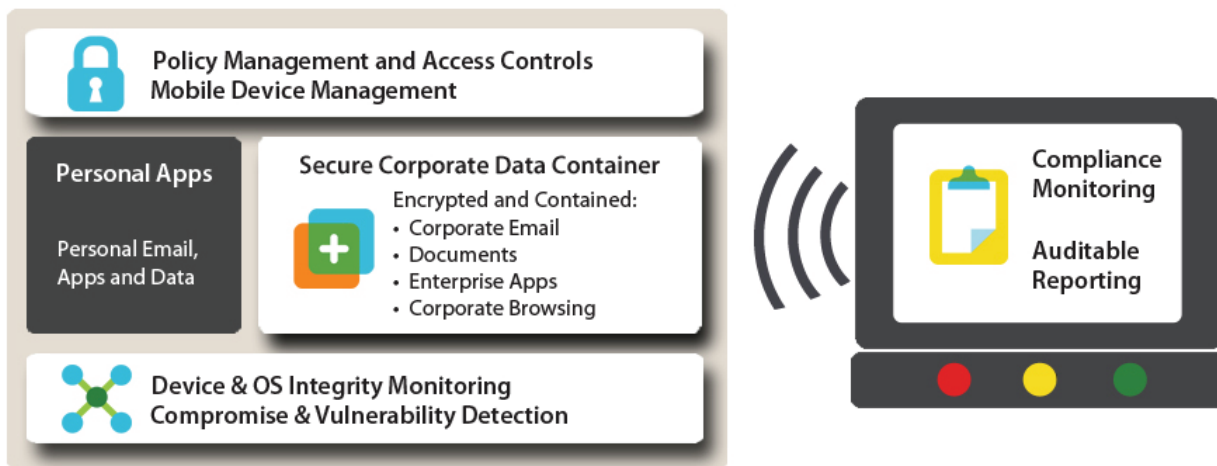 Policy Management and Access Controls
Mobile Device Management
Personal Apps
Personal Email,
Apps and Data
Secure Corporate Data Container
Encrypted and Contained:
• Corporate Email
• Documents
• Enterprise Apps
• Corporate Browsing
Device & OS Integrity Monitoring
Compromise & Vulnerability Detection
Compliance
Monitoring
Auditable
Reporting